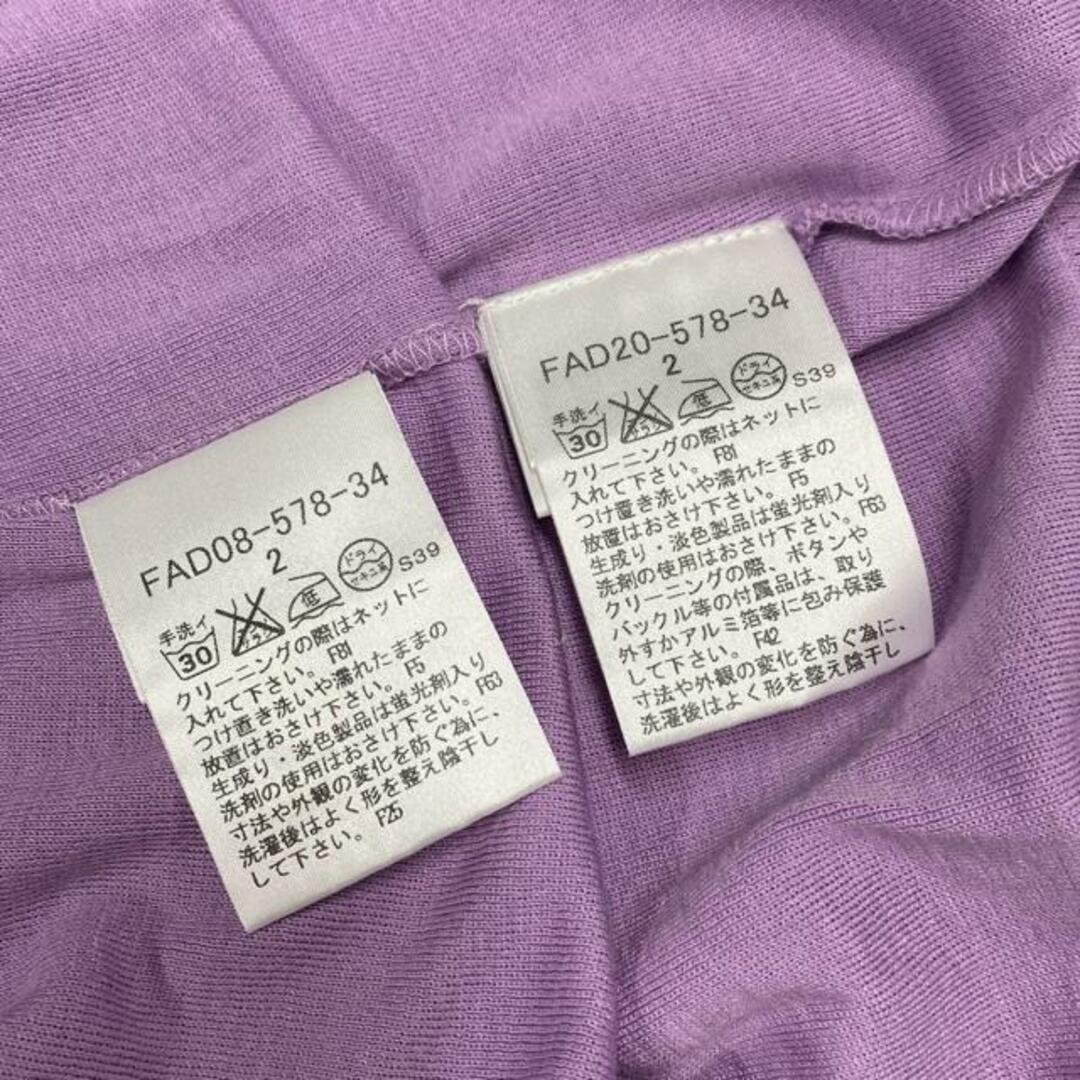 FAD08-578-34
2
手洗イ
30
エンソサラシ
低
ドライ
セキユ系
S39
クリーニングの際はネットに
入れて下さい。F81
つけ置き洗いや濡れたままの
放置はおさけ下さい。F5
生成り・淡色製品は蛍光剤入り
洗剤の使用はおさけ下さい。F63
寸法や外観の変化を防ぐ為に、
洗濯後はよく形を整え陰干し
して下さい。F25
FAD20-578-34
2
手洗イ
30
エンソサラシ
低
ドライ
セキユ系
S39
クリーニングの際はネットに
入れて下さい。F81
つけ置き洗いや濡れたままの
放置はおさけ下さい。F5
生成り・淡色製品は蛍光剤入り
洗剤の使用はおさけ下さい。F63
クリーニングの際、ボタンや
バックル等の付属品は、取り
外すかアルミ箔等に包み保護
して下さい。F42
寸法や外観の変化を防ぐ為に、
洗濯後はよく形を整え陰干し